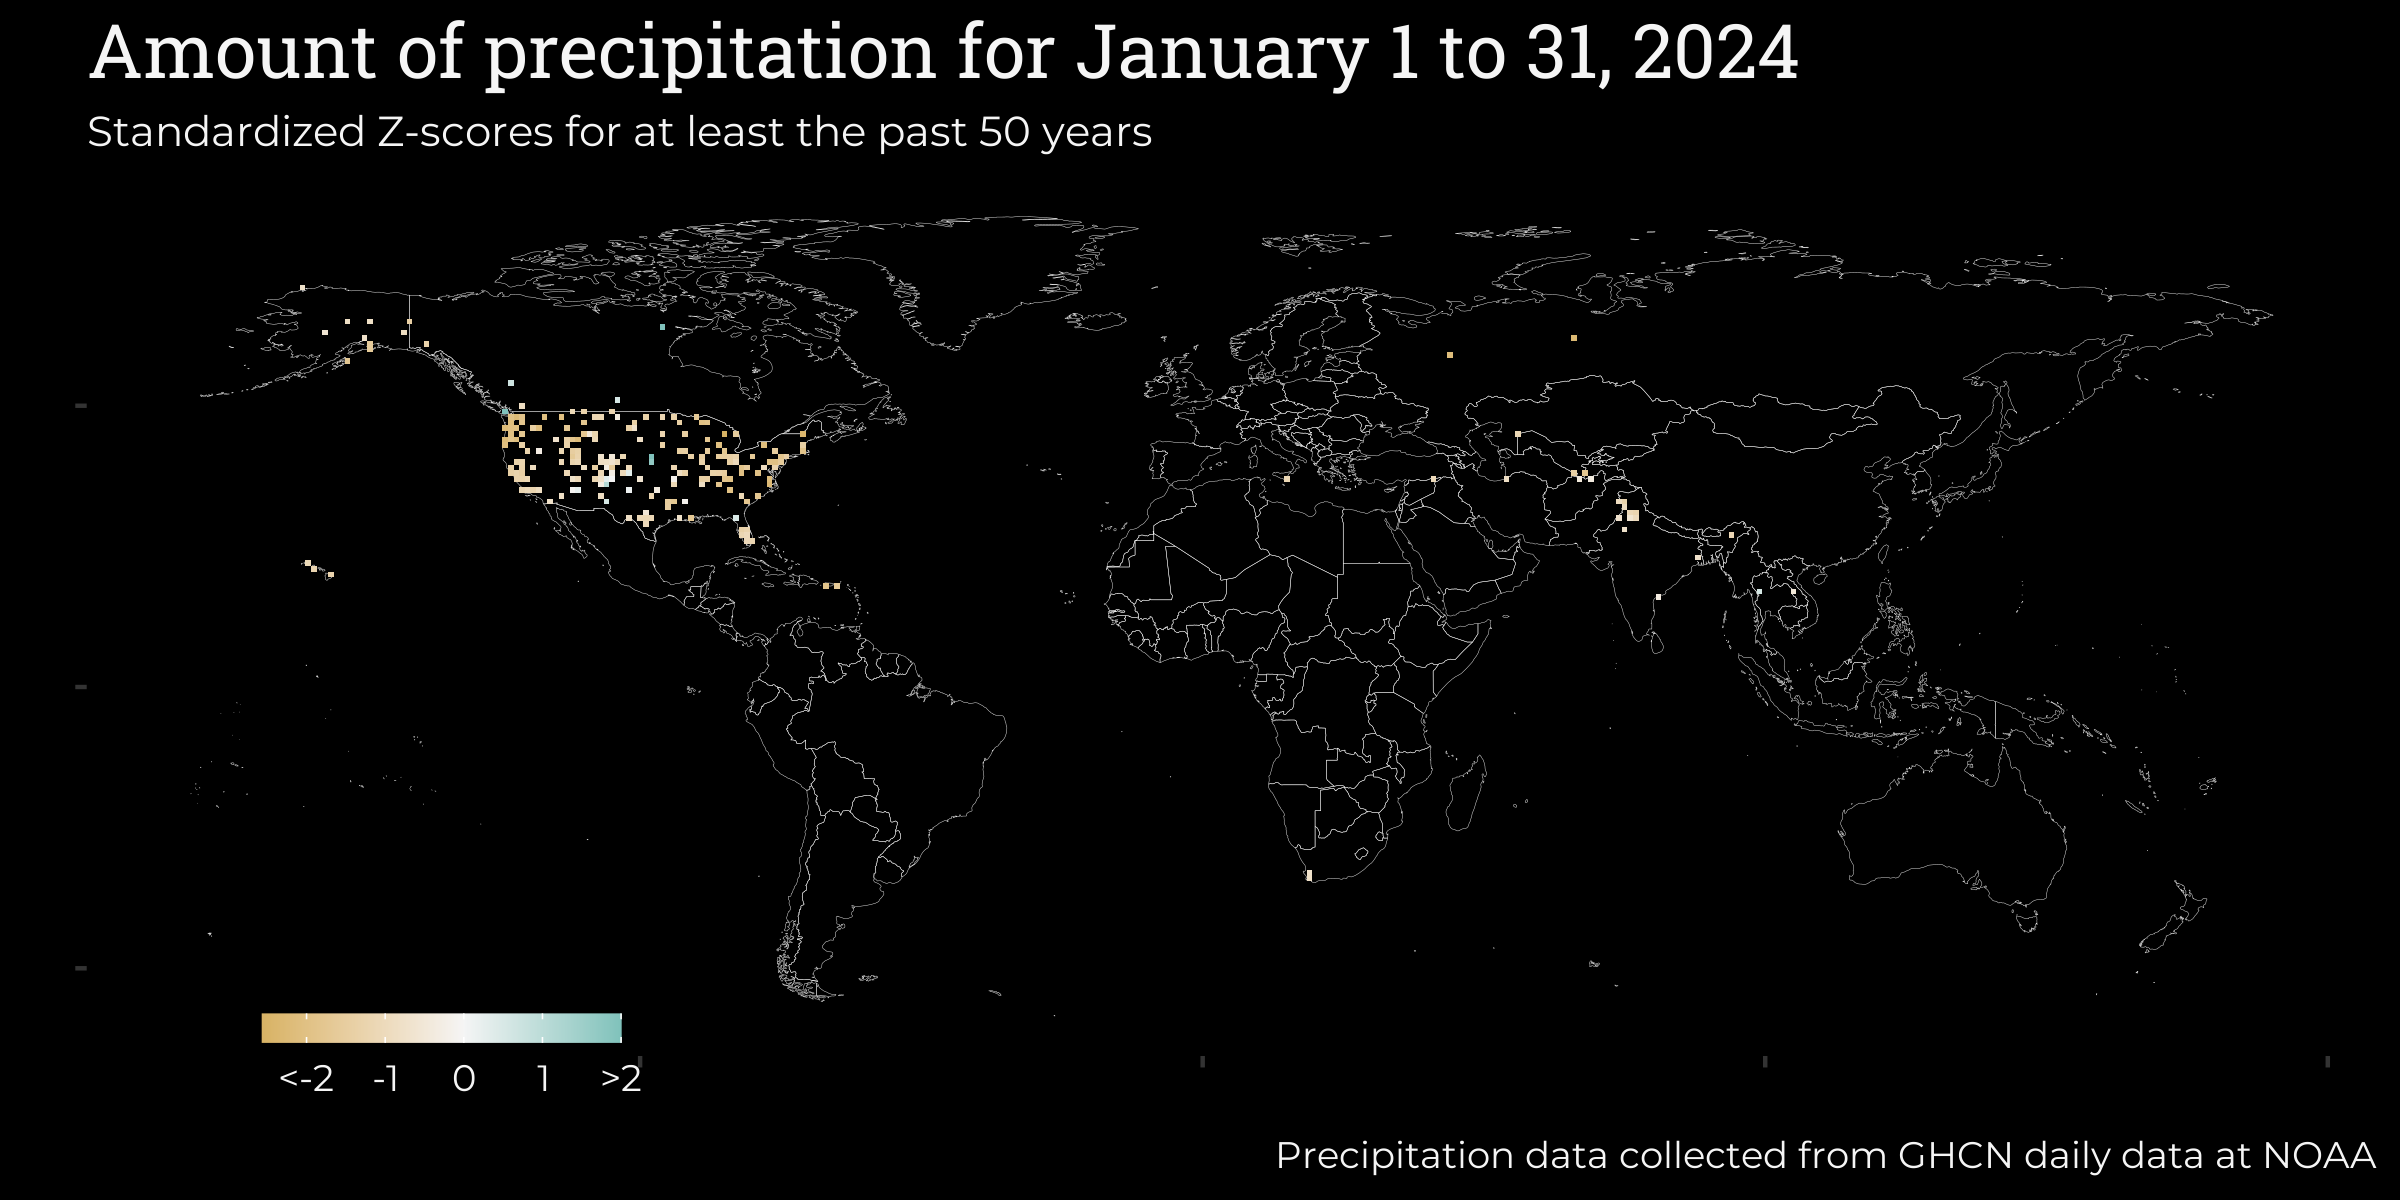 Amount of precipitation for January 1 to 31, 2024
Standardized Z-scores for at least the past 50 years
<-2 -1 0 1 >2
Precipitation data collected from GHCN daily data at NOAA